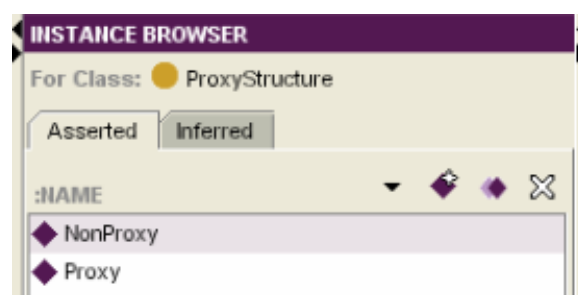 INSTANCE BROWSER
For Class: ProxyStructure
Asserted Inferred
:NAME
NonProxy
Proxy